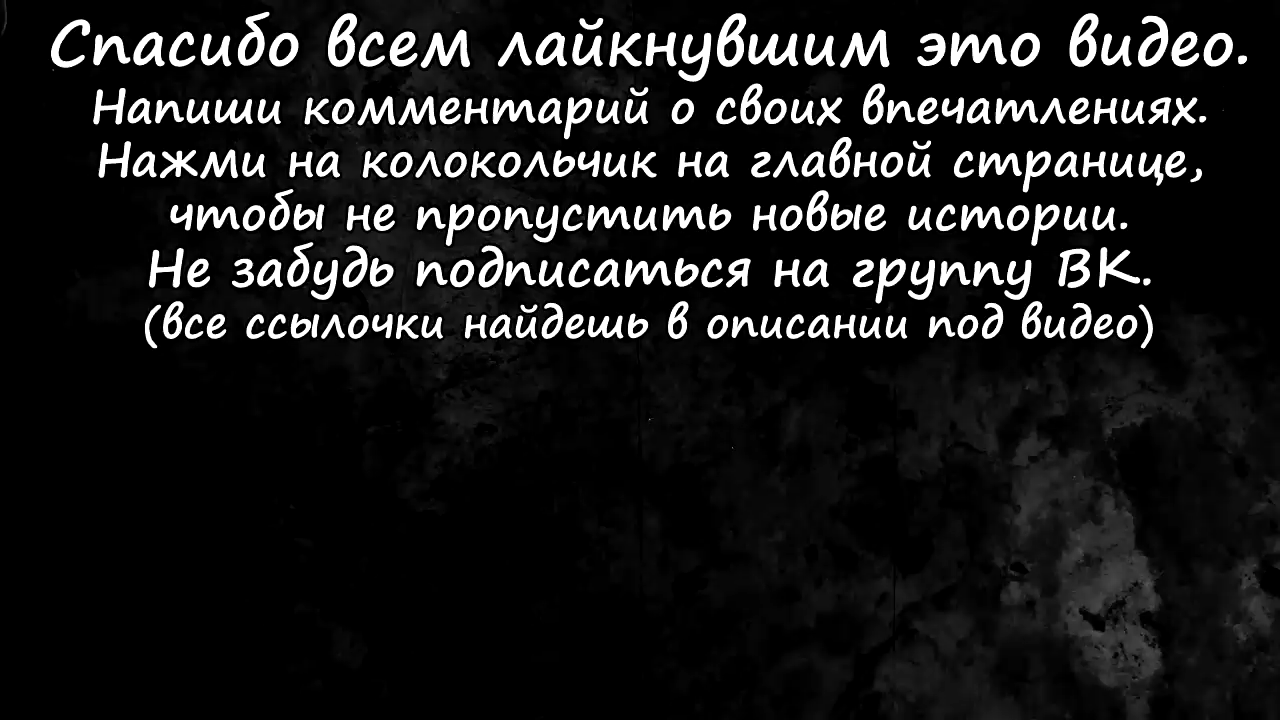 Спасибо всем лайкнувшим это видео.
Напиши комментарий о своих впечатлениях.
Нажми на колокольчик на главной странице,
чтобы не пропустить новые истории.
Не забудь подписаться на группу ВК.
(все ссылочки найдешь в описании под видео)